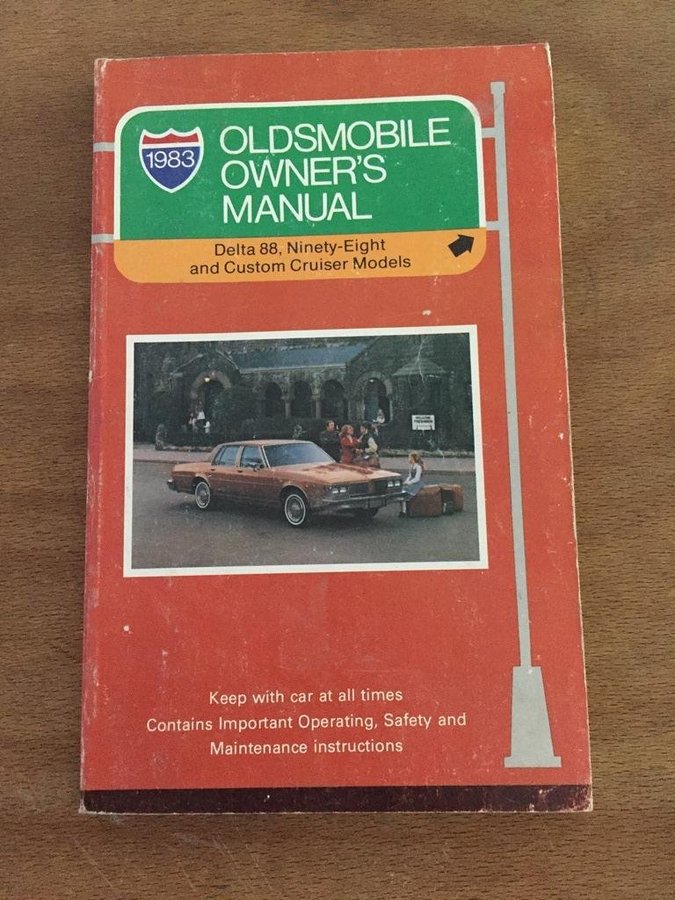 1983
OLDSMOBILE
OWNER'S
MANUAL
Delta 88, Ninety-Eight
and Custom Cruiser Models
Keep with car at all times
Contains Important Operating, Safety and
Maintenance instructions